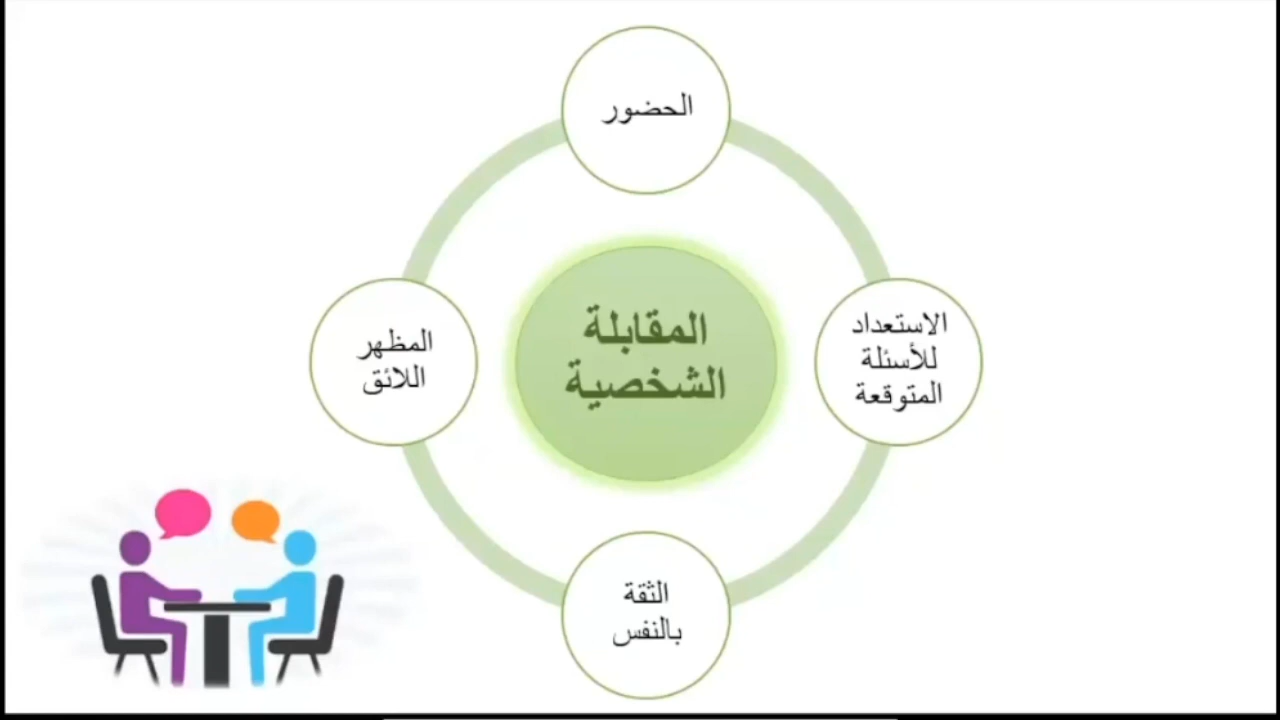 الحضور
المقابلة
الشخصية
الاستعداد
للأسئلة
المتوقعة
المظهر
اللائق
الثقة
بالنفس